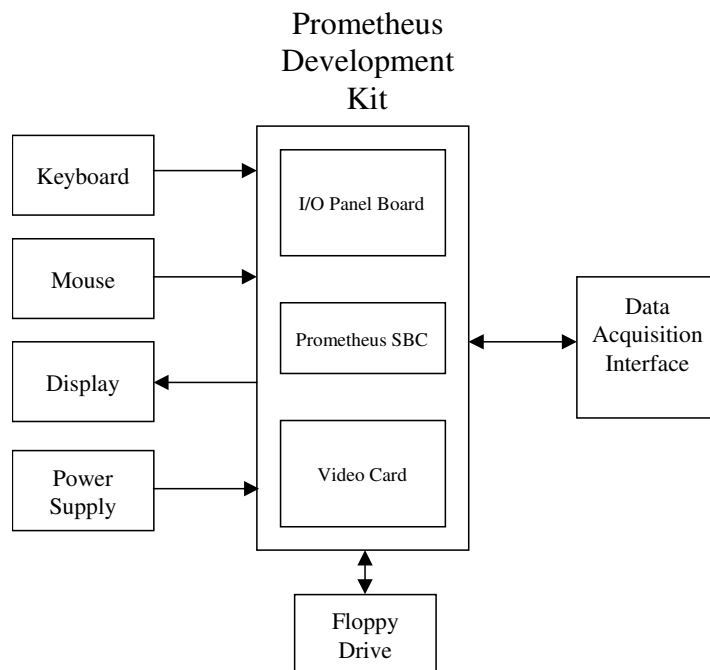 Prometheus
Development
Kit
Keyboard
I/O Panel Board
Mouse
Prometheus SBC
Data
Acquisition
Interface
Display
Video Card
Power
Supply
Floppy
Drive